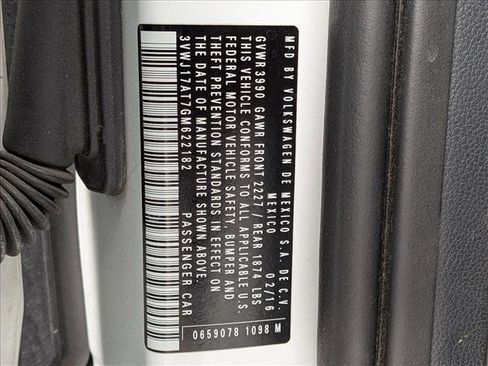 MFD BY VOLKSWAGEN DE MEXICO S.A. DE C.V.
MEXICO 02/16
GVWR 3990 GAWR FRONT 2227 / REAR 1874 LBS
THIS VEHICLE CONFORMS TO ALL APPLICABLE U.S.
FEDERAL MOTOR VEHICLE SAFETY, BUMPER AND
THEFT PREVENTION STANDARDS IN EFFECT ON
THE DATE OF MANUFACTURE SHOWN ABOVE.
3VWJ17AT7GM622182 PASSENGER CAR
0659078 1098 M